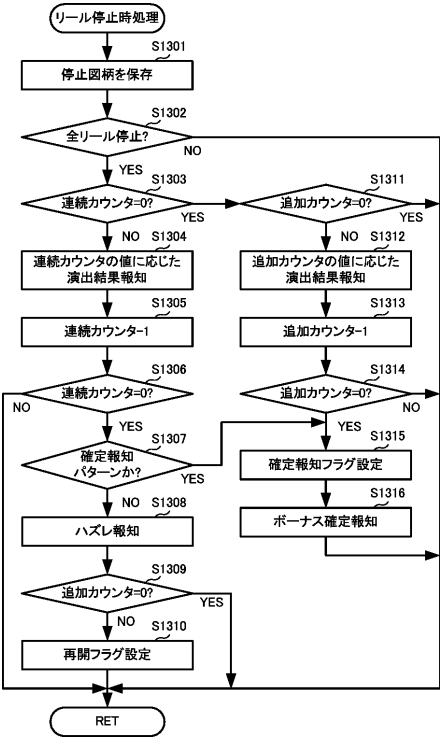 リール停止時処理
S1301
停止図柄を保存
S1302
全リール停止?
NO
YES
S1303
連続カウンタ=0?
YES
NO
S1304
連続カウンタの値に応じた
演出結果報知
S1305
連続カウンタ-1
S1306
連続カウンタ=0?
NO
YES
S1307
確定報知
パターンか?
YES
NO
S1308
ハズレ報知
S1309
追加カウンタ=0?
YES
NO
S1310
再開フラグ設定
RET
S1311
追加カウンタ=0?
YES
NO
S1312
追加カウンタの値に応じた
演出結果報知
S1313
追加カウンタ-1
S1314
追加カウンタ=0?
NO
YES
S1315
確定報知フラグ設定
S1316
ボーナス確定報知